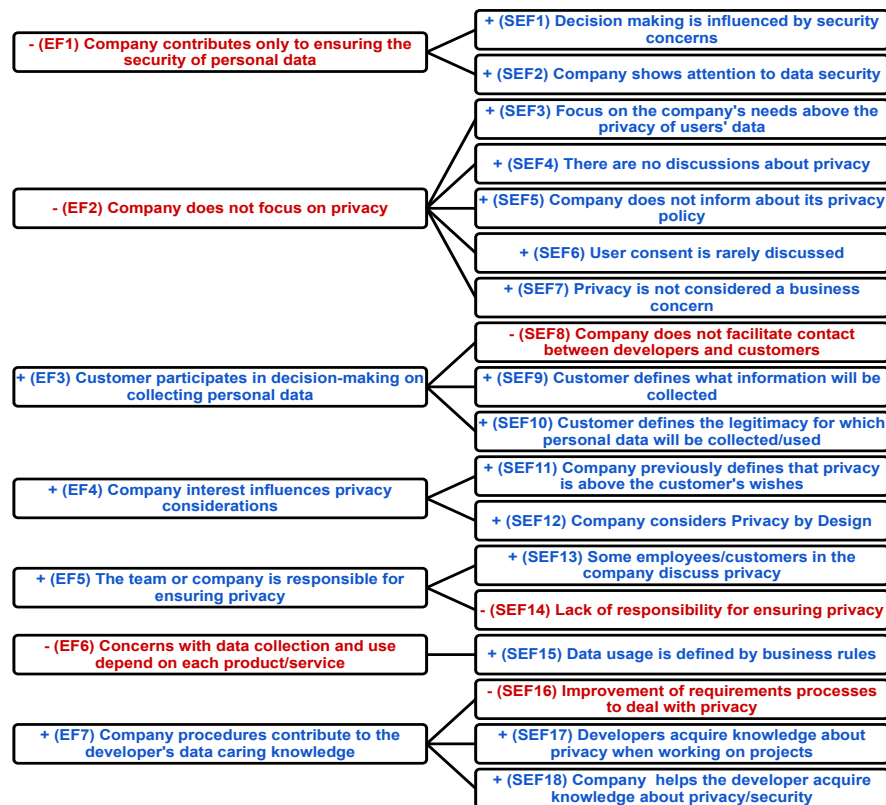 - (EF1) Company contributes only to ensuring the
security of personal data
+ (SEF1) Decision making is influenced by security
concerns
+ (SEF2) Company shows attention to data security
- (EF2) Company does not focus on privacy
+ (SEF3) Focus on the company's needs above the
privacy of users' data
+ (SEF4) There are no discussions about privacy
+ (SEF5) Company does not inform about its privacy
policy
+ (SEF6) User consent is rarely discussed
+ (SEF7) Privacy is not considered a business
concern
+ (EF3) Customer participates in decision-making on
collecting personal data
- (SEF8) Company does not facilitate contact
between developers and customers
+ (SEF9) Customer defines what information will be
collected
+ (SEF10) Customer defines the legitimacy for which
personal data will be collected/used
+ (EF4) Company interest influences privacy
considerations
+ (SEF11) Company previously defines that privacy
is above the customer's wishes
+ (SEF12) Company considers Privacy by Design
+ (EF5) The team or company is responsible for
ensuring privacy
+ (SEF13) Some employees/customers in the
company discuss privacy
- (SEF14) Lack of responsibility for ensuring privacy
- (EF6) Concerns with data collection and use
depend on each product/service
+ (SEF15) Data usage is defined by business rules
+ (EF7) Company procedures contribute to the
developer's data caring knowledge
- (SEF16) Improvement of requirements processes
to deal with privacy
+ (SEF17) Developers acquire knowledge about
privacy when working on projects
+ (SEF18) Company helps the developer acquire
knowledge about privacy/security